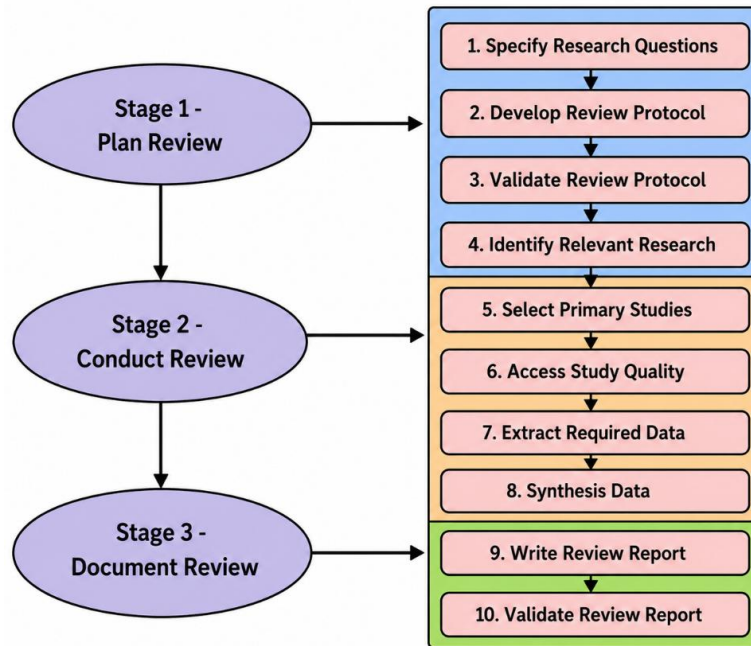 Stage 1 -
Plan Review
Stage 2 -
Conduct Review
Stage 3 -
Document Review
1. Specify Research Questions
2. Develop Review Protocol
3. Validate Review Protocol
4. Identify Relevant Research
5. Select Primary Studies
6. Access Study Quality
7. Extract Required Data
8. Synthesis Data
9. Write Review Report
10. Validate Review Report